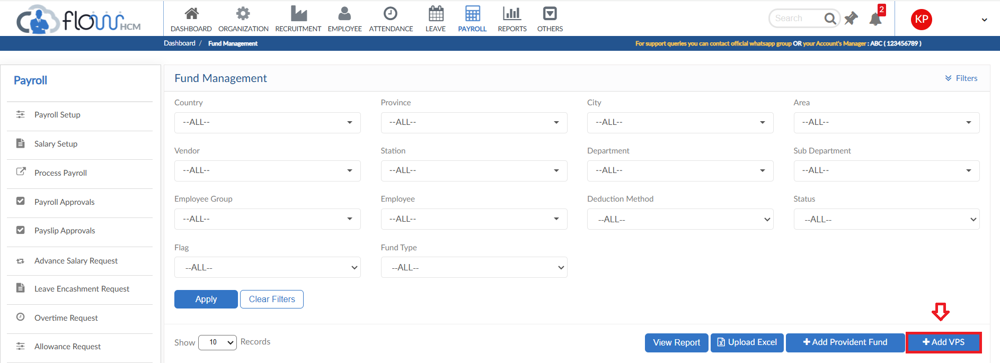 flowHCM
DASHBOARD ORGANIZATION RECRUITMENT EMPLOYEE ATTENDANCE LEAVE PAYROLL REPORTS OTHERS
Search
2
KP
Dashboard / Fund Management
For support queries you can contact official whatsapp group OR your Account's Manager : ABC ( 123456789 )
Payroll
Payroll Setup
Salary Setup
Process Payroll
Payroll Approvals
Payslip Approvals
Advance Salary Request
Leave Encashment Request
Overtime Request
Allowance Request
Fund Management
Filters
Country Province City Area
--ALL-- --ALL-- --ALL-- --ALL--
Vendor Station Department Sub Department
--ALL-- --ALL-- --ALL-- --ALL--
Employee Group Employee Deduction Method Status
--ALL-- --ALL-- --ALL-- --ALL--
Flag Fund Type
--ALL-- --ALL--
Apply Clear Filters
Show 10 Records
View Report Upload Excel +Add Provident Fund +Add VPS